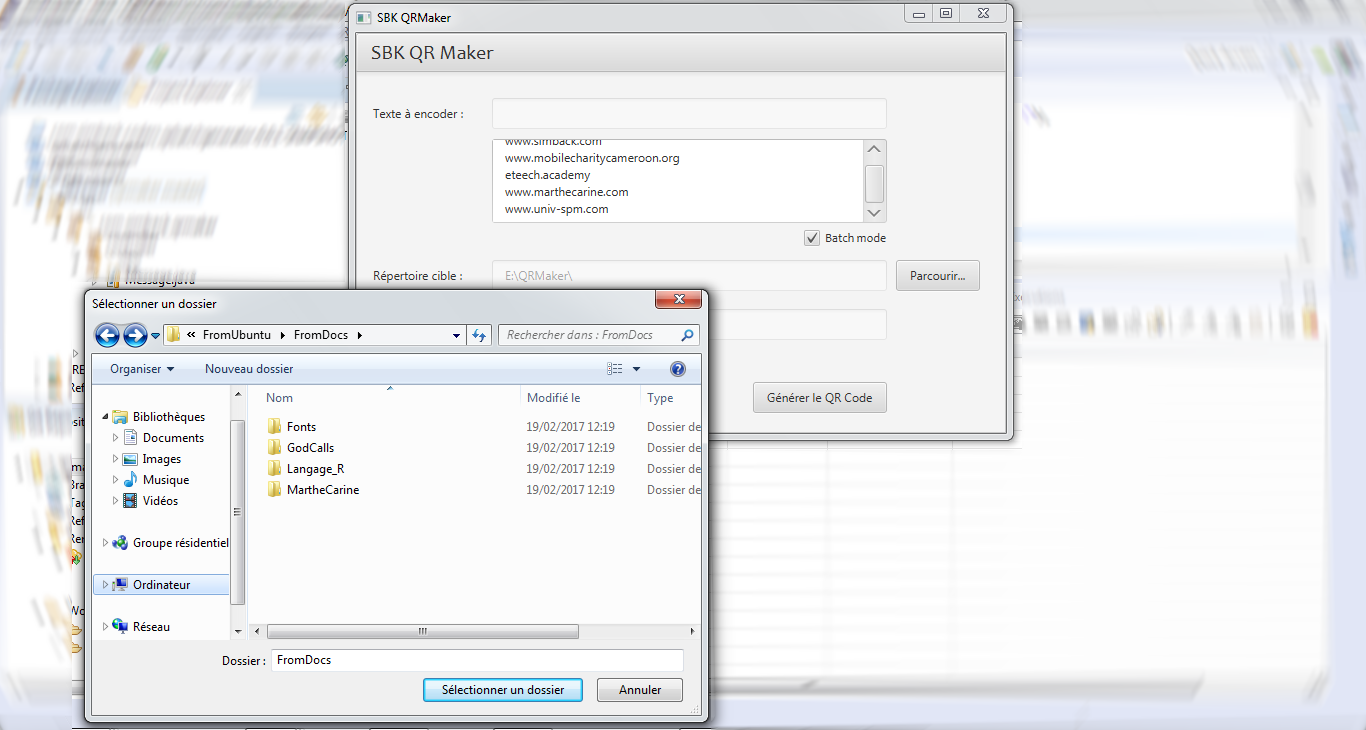 SBK QRMaker
SBK QR Maker
Texte à encoder :
www.simback.com
www.mobilecharitycameroon.org
eteech.academy
www.marthecarine.com
www.univ-spm.com
Batch mode
Répertoire cible :
E:\QRMaker\
Parcourir...
Générer le QR Code
Message.java
Sélectionner un dossier
« FromUbuntu FromDocs
Rechercher dans : FromDocs
Organiser
Nouveau dossier
Nom Modifié le Type
Bibliothèques
Documents
Images
Musique
Vidéos
Groupe résidentiel
Ordinateur
Réseau
Fonts 19/02/2017 12:19 Dossier de
GodCalls 19/02/2017 12:19 Dossier de
Langage_R 19/02/2017 12:19 Dossier de
MartheCarine 19/02/2017 12:19 Dossier de
Dossier : FromDocs
Sélectionner un dossier
Annuler